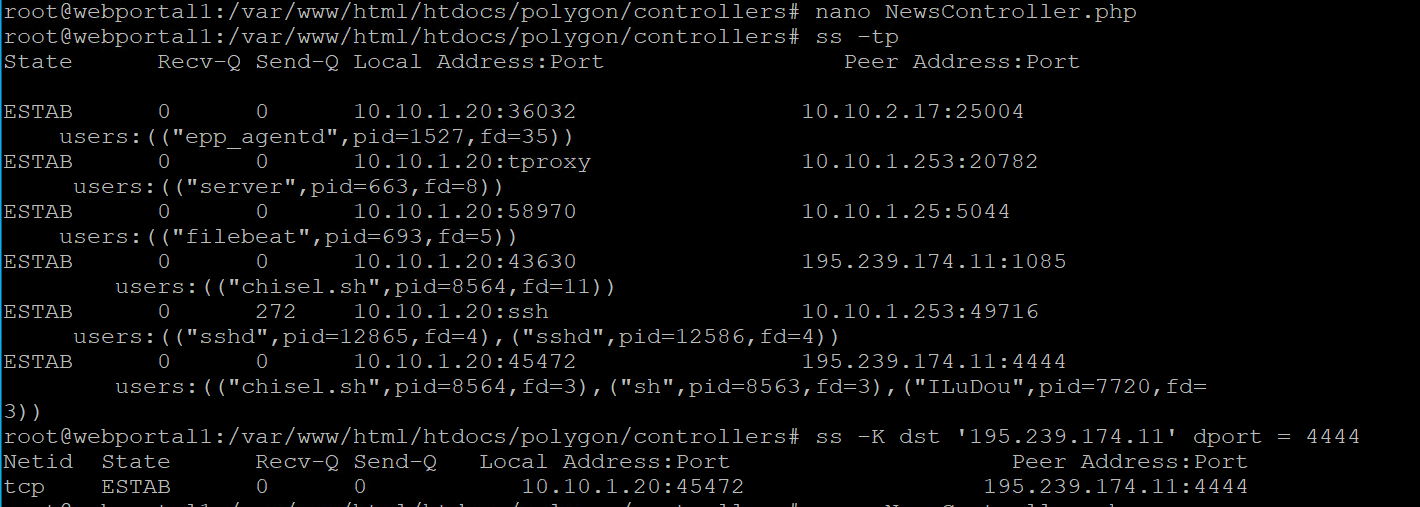 root@webportal1:/var/www/html/htdocs/polygon/controllers# nano NewsController.php
root@webportal1:/var/www/html/htdocs/polygon/controllers# ss -tp
State Recv-Q Send-Q Local Address:Port Peer Address:Port
ESTAB 0 0 10.10.1.20:36032 10.10.2.17:25004
users:(("epp_agentd",pid=1527,fd=35))
ESTAB 0 0 10.10.1.20:tproxy 10.10.1.253:20782
users:(("server",pid=663,fd=8))
ESTAB 0 0 10.10.1.20:58970 10.10.1.25:5044
users:(("filebeat",pid=693,fd=5))
ESTAB 0 0 10.10.1.20:43630 195.239.174.11:1085
users:(("chisel.sh",pid=8564,fd=11))
ESTAB 0 272 10.10.1.20:ssh 10.10.1.253:49716
users:(("sshd",pid=12865,fd=4),("sshd",pid=12586,fd=4))
ESTAB 0 0 10.10.1.20:45472 195.239.174.11:4444
users:(("chisel.sh",pid=8564,fd=3),("sh",pid=8563,fd=3),("ILuDou",pid=7720,fd=
3))
root@webportal1:/var/www/html/htdocs/polygon/controllers# ss -K dst '195.239.174.11' dport = 4444
Netid State Recv-Q Send-Q Local Address:Port Peer Address:Port
tcp ESTAB 0 0 10.10.1.20:45472 195.239.174.11:4444